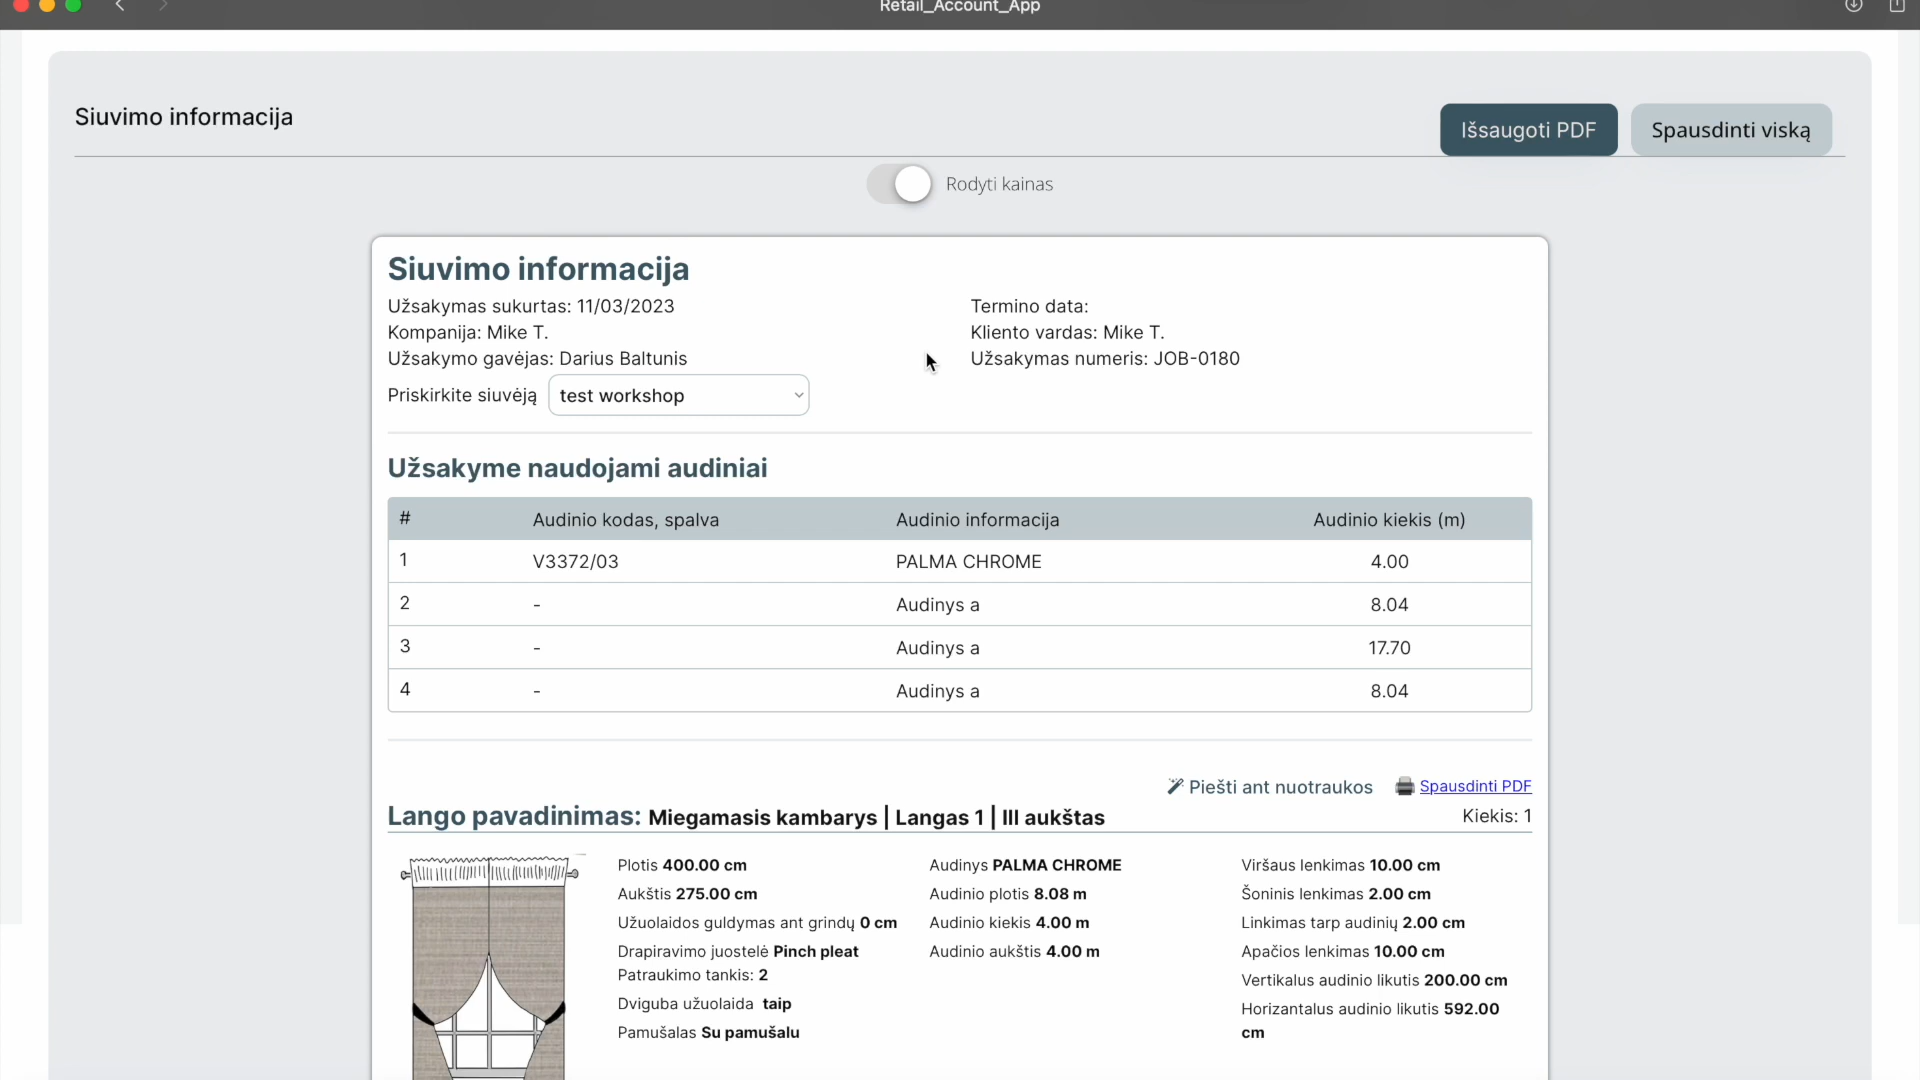 Retail_Account_App
Siuvimo informacija
Išsaugoti PDF
Spausdinti viską
Rodyti kainas
Siuvimo informacija
Užsakymas sukurtas: 11/03/2023
Termino data:
Kompanija: Mike T.
Kliento vardas: Mike T.
Užsakymo gavėjas: Darius Baltunis
Užsakymas numeris: JOB-0180
Priskirkite siuvėją
test workshop
Užsakyme naudojami audiniai
# Audinio kodas, spalva Audinio informacija Audinio kiekis (m)
1 V3372/03 PALMA CHROME 4.00
2 - Audinys a 8.04
3 - Audinys a 17.70
4 - Audinys a 8.04
Piešti ant nuotraukos
Spausdinti PDF
Lango pavadinimas: Miegamasis kambarys | Langas 1 | III aukštas
Kiekis: 1
Plotis 400.00 cm
Aukštis 275.00 cm
Užuolaidos guldymas ant grindų 0 cm
Drapiravimo juostelė Pinch pleat
Patraukimo tankis: 2
Dviguba užuolaida taip
Pamušalas Su pamušalu
Audinys PALMA CHROME
Audinio plotis 8.08 m
Audinio kiekis 4.00 m
Audinio aukštis 4.00 m
Viršaus lenkimas 10.00 cm
Šoninis lenkimas 2.00 cm
Linkimas tarp audinių 2.00 cm
Apačios lenkimas 10.00 cm
Vertikalus audinio likutis 200.00 cm
Horizantalus audinio likutis 592.00
cm